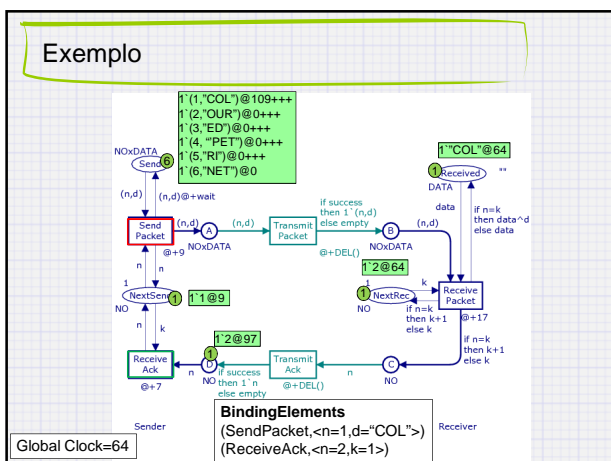 Exemplo
1`(1,"COL")@109+++
1`(2,"OUR")@0+++
1`(3,"ED")@0+++
1`(4, “"PET")@0+++
1`(5,"RI")@0+++
1`(6,"NET")@0
NOxDATA
Send
6
1`"COL"@64
1
Received
""
DATA
(n,d)
(n,d)@+wait
data
if n=k
then data^d
else data
Send
Packet
@+9
(n,d)
A
NOxDATA
(n,d)
Transmit
Packet
@+DEL()
if success
then 1`(n,d)
else empty
B
NOxDATA
(n,d)
n
n
1
NextSend
1
NO
1`1@9
1`2@64
1
1
NextRec
NO
k
if n=k
then k+1
else k
Receive
Packet
@+17
n
k
if n=k
then k+1
else k
Receive
Ack
@+7
n
1`2@97
1
D
NO
if success
then 1`n
else empty
Transmit
Ack
@+DEL()
n
C
NO
Sender
Receiver
BindingElements
(SendPacket,<n=1,d=“COL”>)
(ReceiveAck,<n=2,k=1>)
Global Clock=64